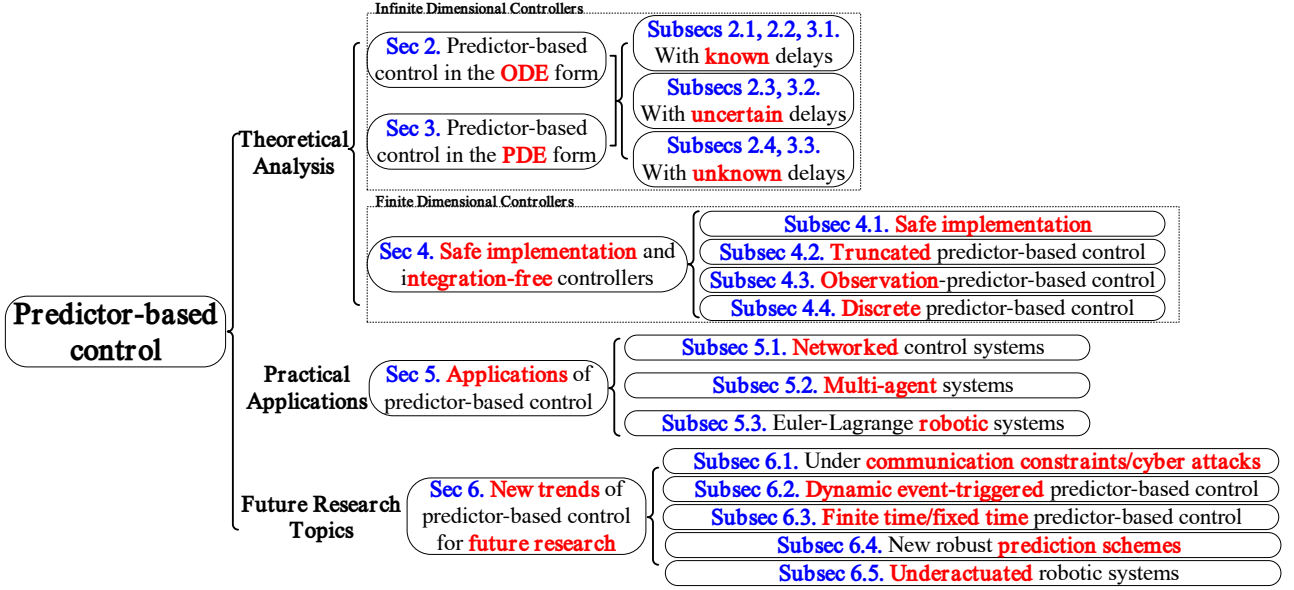 Infinite Dimensional Controllers
Sec 2. Predictor-based
control in the ODE form
Sec 3. Predictor-based
control in the PDE form
Subsecs 2.1, 2.2, 3.1.
With known delays
Subsecs 2.3, 3.2.
With uncertain delays
Subsecs 2.4, 3.3.
With unknown delays
Theoretical
Analysis
Finite Dimensional Controllers
Sec 4. Safe implementation and
integration-free controllers
Subsec 4.1. Safe implementation
Subsec 4.2. Truncated predictor-based control
Subsec 4.3. Observation-predictor-based control
Subsec 4.4. Discrete predictor-based control
Predictor-based
control
Practical
Applications
Sec 5. Applications of
predictor-based control
Subsec 5.1. Networked control systems
Subsec 5.2. Multi-agent systems
Subsec 5.3. Euler-Lagrange robotic systems
Future Research
Topics
Sec 6. New trends of
predictor-based control
for future research
Subsec 6.1. Under communication constraints/cyber attacks
Subsec 6.2. Dynamic event-triggered predictor-based control
Subsec 6.3. Finite time/fixed time predictor-based control
Subsec 6.4. New robust prediction schemes
Subsec 6.5. Underactuated robotic systems